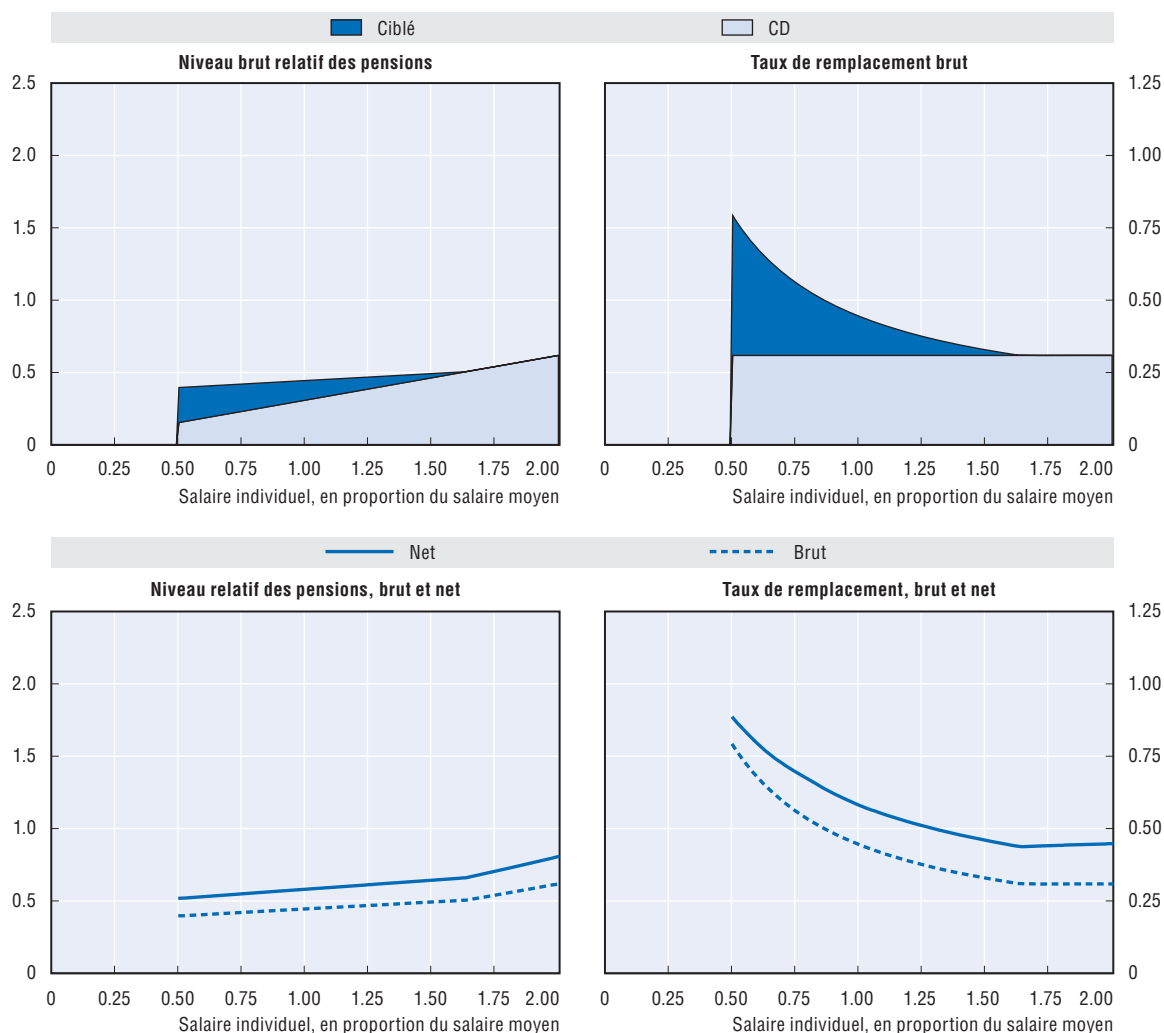 Ciblé CD
Niveau brut relatif des pensions
2.5
2.0
1.5
1.0
0.5
0
0 0.25 0.50 0.75 1.00 1.25 1.50 1.75 2.00
Salaire individuel, en proportion du salaire moyen
Taux de remplacement brut
1.25
1.00
0.75
0.50
0.25
0
0 0.25 0.50 0.75 1.00 1.25 1.50 1.75 2.00
Salaire individuel, en proportion du salaire moyen
Net Brut
Niveau relatif des pensions, brut et net
2.5
2.0
1.5
1.0
0.5
0
0 0.25 0.50 0.75 1.00 1.25 1.50 1.75 2.00
Salaire individuel, en proportion du salaire moyen
Taux de remplacement, brut et net
1.25
1.00
0.75
0.50
0.25
0
0 0.25 0.50 0.75 1.00 1.25 1.50 1.75 2.00
Salaire individuel, en proportion du salaire moyen